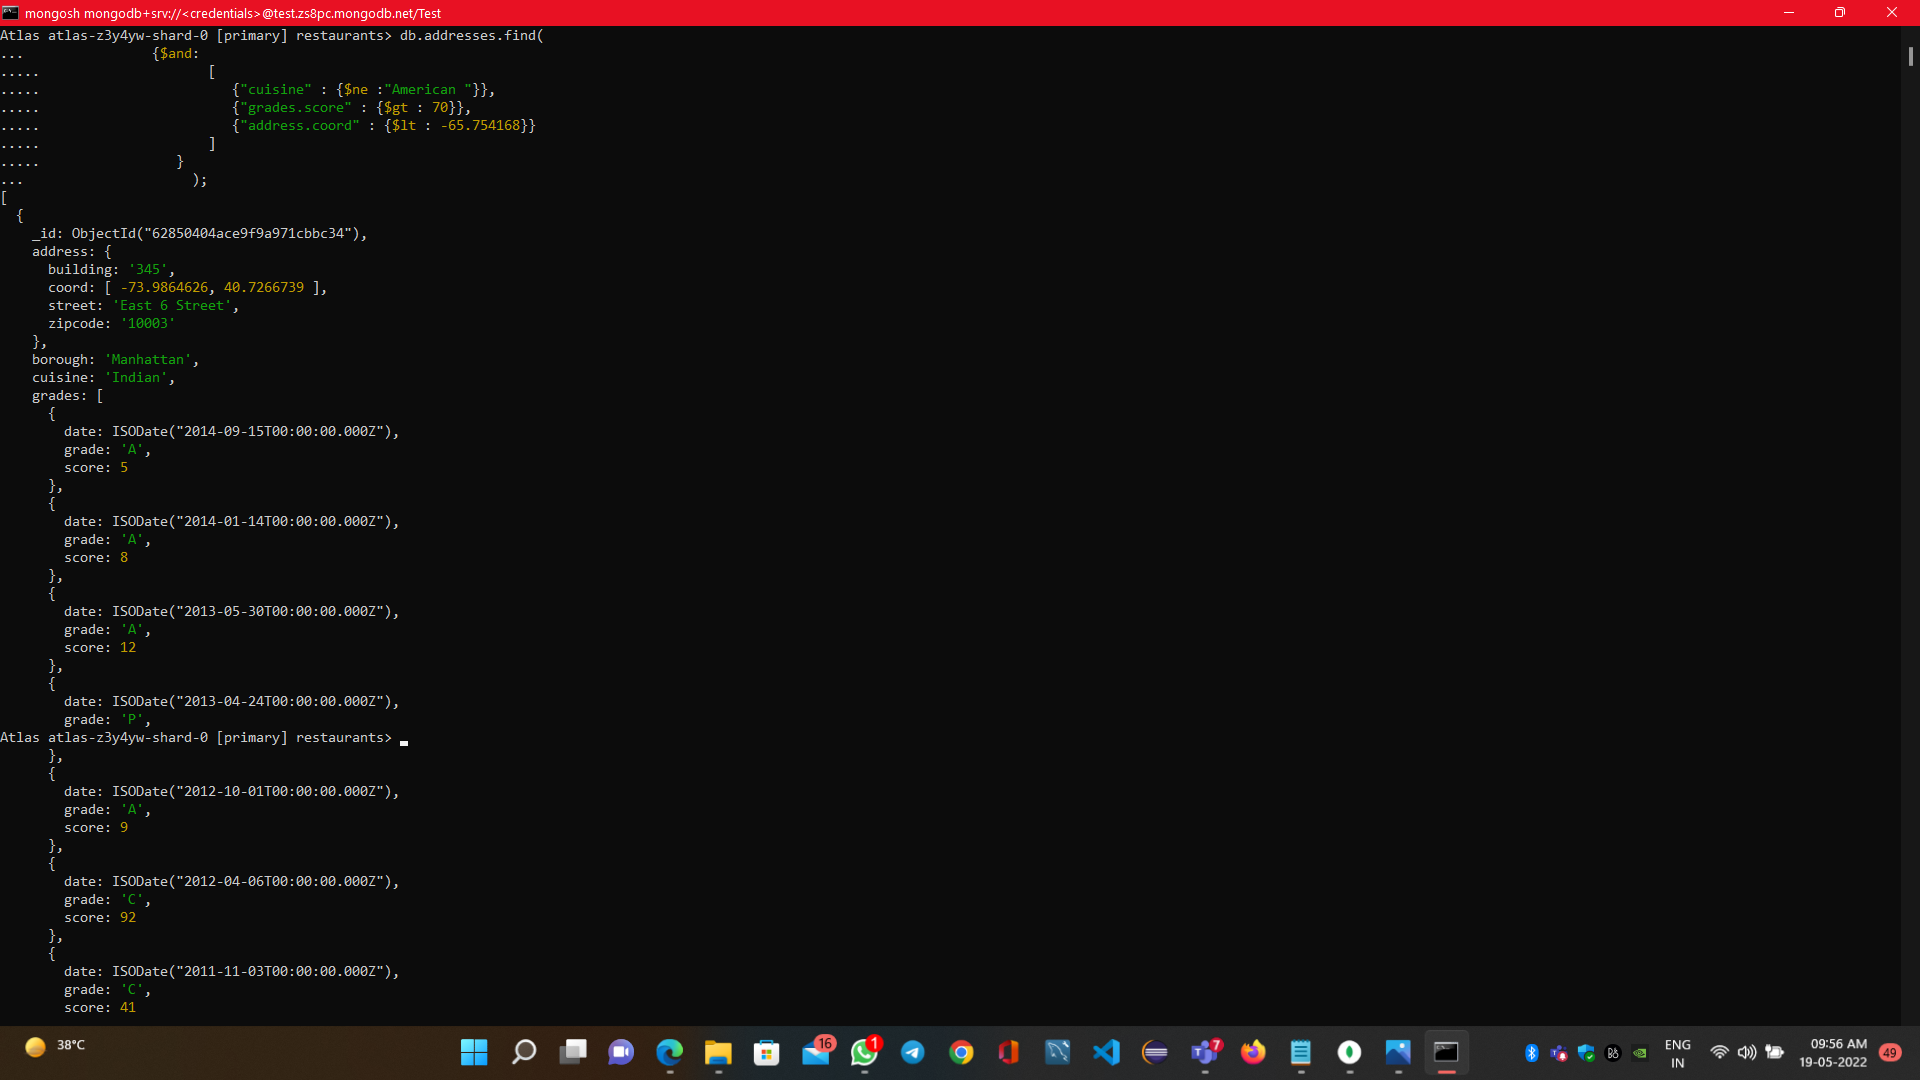 mongosh mongodb+srv://<credentials>@test.zs8pc.mongodb.net/Test
Atlas atlas-z3y4yw-shard-0 [primary] restaurants> db.addresses.find(
... {$and:
..... [
..... {"cuisine" : {$ne :"American "}},
..... {"grades.score" : {$gt : 70}},
..... {"address.coord" : {$lt : -65.754168}}
..... ]
..... }
... );
[
{
_id: ObjectId("62850404ace9f9a971cbbc34"),
address: {
building: '345',
coord: [ -73.9864626, 40.7266739 ],
street: 'East 6 Street',
zipcode: '10003'
},
borough: 'Manhattan',
cuisine: 'Indian',
grades: [
{
date: ISODate("2014-09-15T00:00:00.000Z"),
grade: 'A',
score: 5
},
{
date: ISODate("2014-01-14T00:00:00.000Z"),
grade: 'A',
score: 8
},
{
date: ISODate("2013-05-30T00:00:00.000Z"),
grade: 'A',
score: 12
},
{
date: ISODate("2013-04-24T00:00:00.000Z"),
grade: 'P',
Atlas atlas-z3y4yw-shard-0 [primary] restaurants>
},
{
date: ISODate("2012-10-01T00:00:00.000Z"),
grade: 'A',
score: 9
},
{
date: ISODate("2012-04-06T00:00:00.000Z"),
grade: 'C',
score: 92
},
{
date: ISODate("2011-11-03T00:00:00.000Z"),
grade: 'C',
score: 41
38°C
16
1
7
ENG
IN
09:56 AM
19-05-2022
49